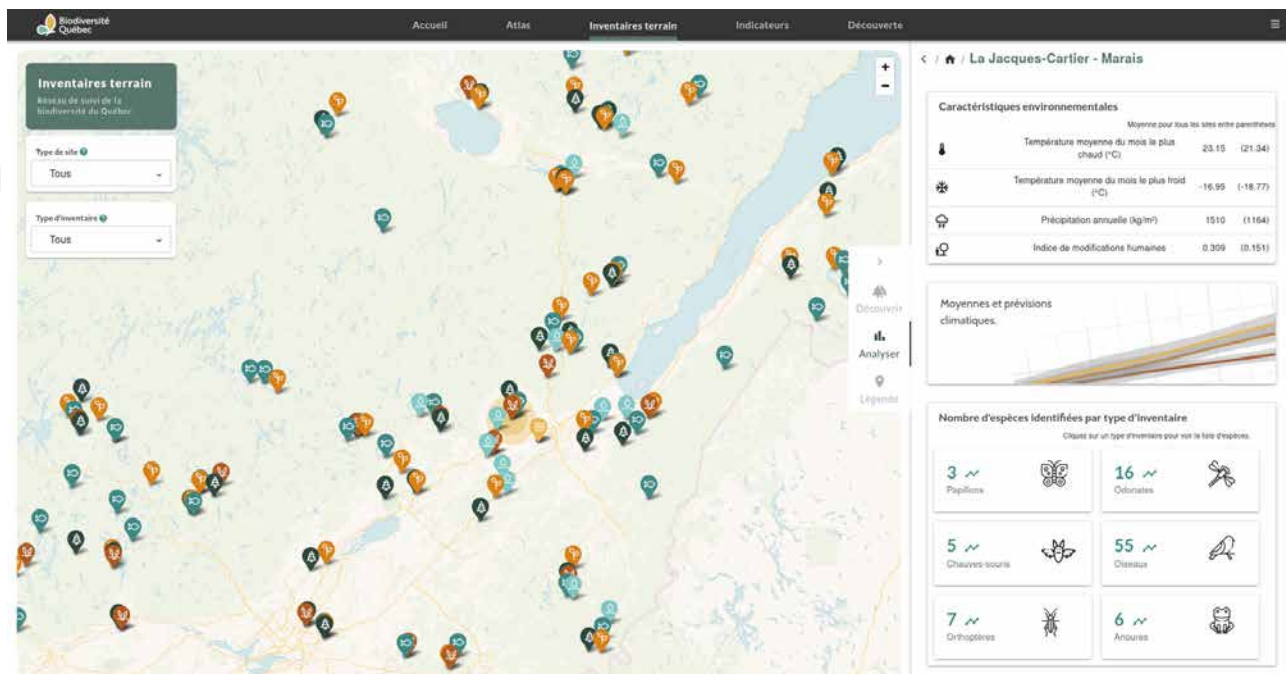 Biodiversité
Québec
Accueil
Atlas
Inventaires terrain
Indicateurs
Découverte
Inventaires terrain
Réseau de suivi de la
biodiversité du Québec
Type de site
Tous
Type d'inventaire
Tous
+
-
Découvrir
Analyser
Légende
La Jacques-Cartier - Marais
Caractéristiques environnementales
Moyenne pour tous les sites entre parenthèses
Température moyenne du mois le plus
chaud (°C)
23.15 (21.34)
Température moyenne du mois le plus froid
(°C)
-16.95 (-18.77)
Précipitation annuelle (kg/m²) 1510 (1164)
Indice de modifications humaines 0.309 (0.151)
Moyennes et prévisions
climatiques.
Nombre d'espèces identifiées par type d'inventaire
Cliquez sur un type d'inventaire pour voir la liste d'espèces.
3
Papillons
16
Odonates
5
Chauves-souris
55
Oiseaux
7
Orthoptères
6
Anoures